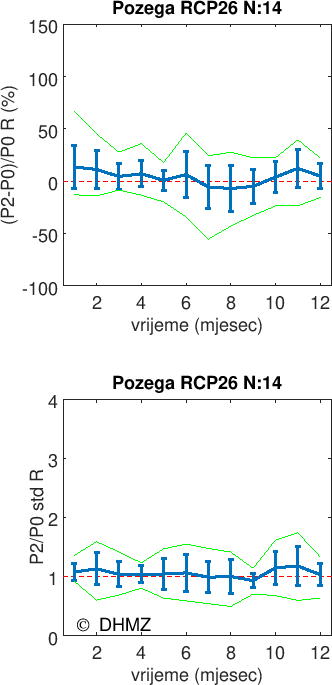 Pozega RCP26 N:14
150
100
50
0
-50
-100
(P2-P0)/P0 R (%)
2 4 6 8 10 12
vrijeme (mjesec)
Pozega RCP26 N:14
4
3
2
1
0
P2/P0 std R
© DHMZ
2 4 6 8 10 12
vrijeme (mjesec)